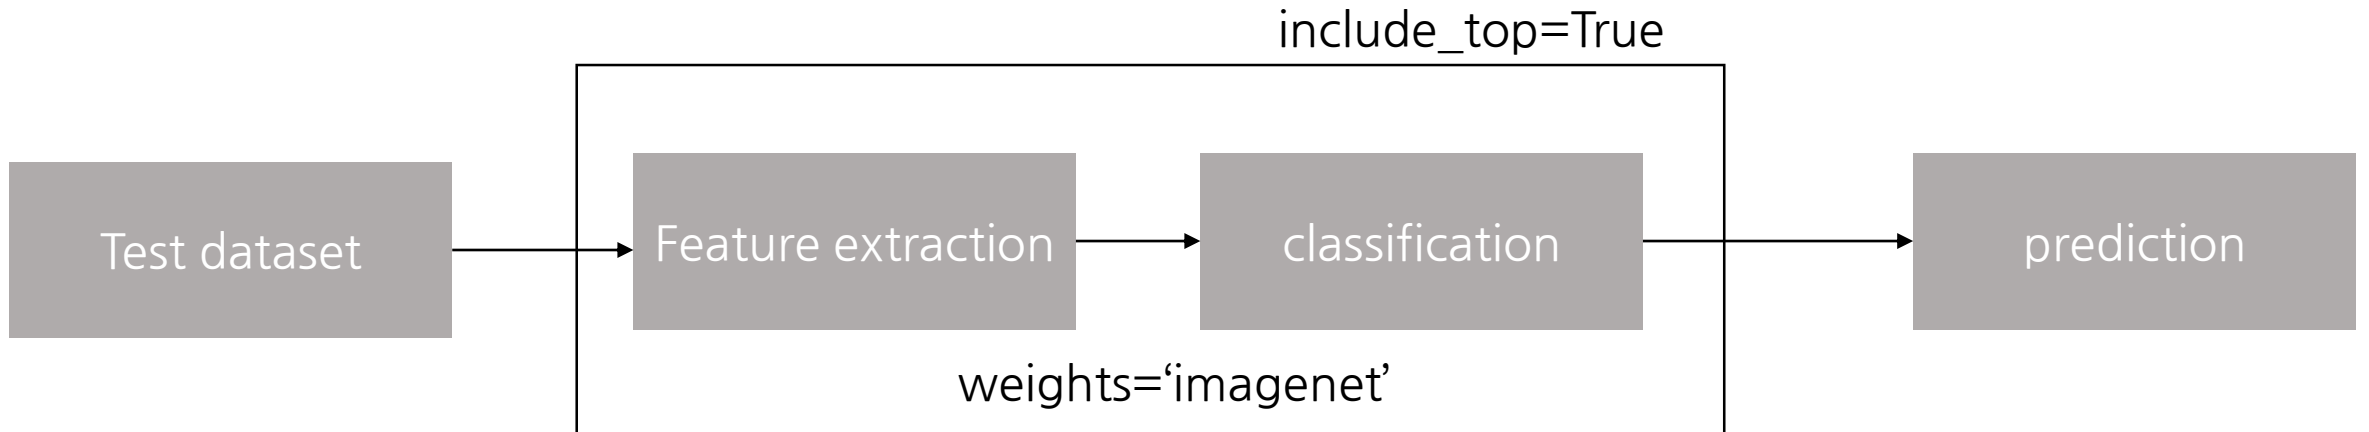 include_top=True
Test dataset
Feature extraction
classification
prediction
weights=‘imagenet’